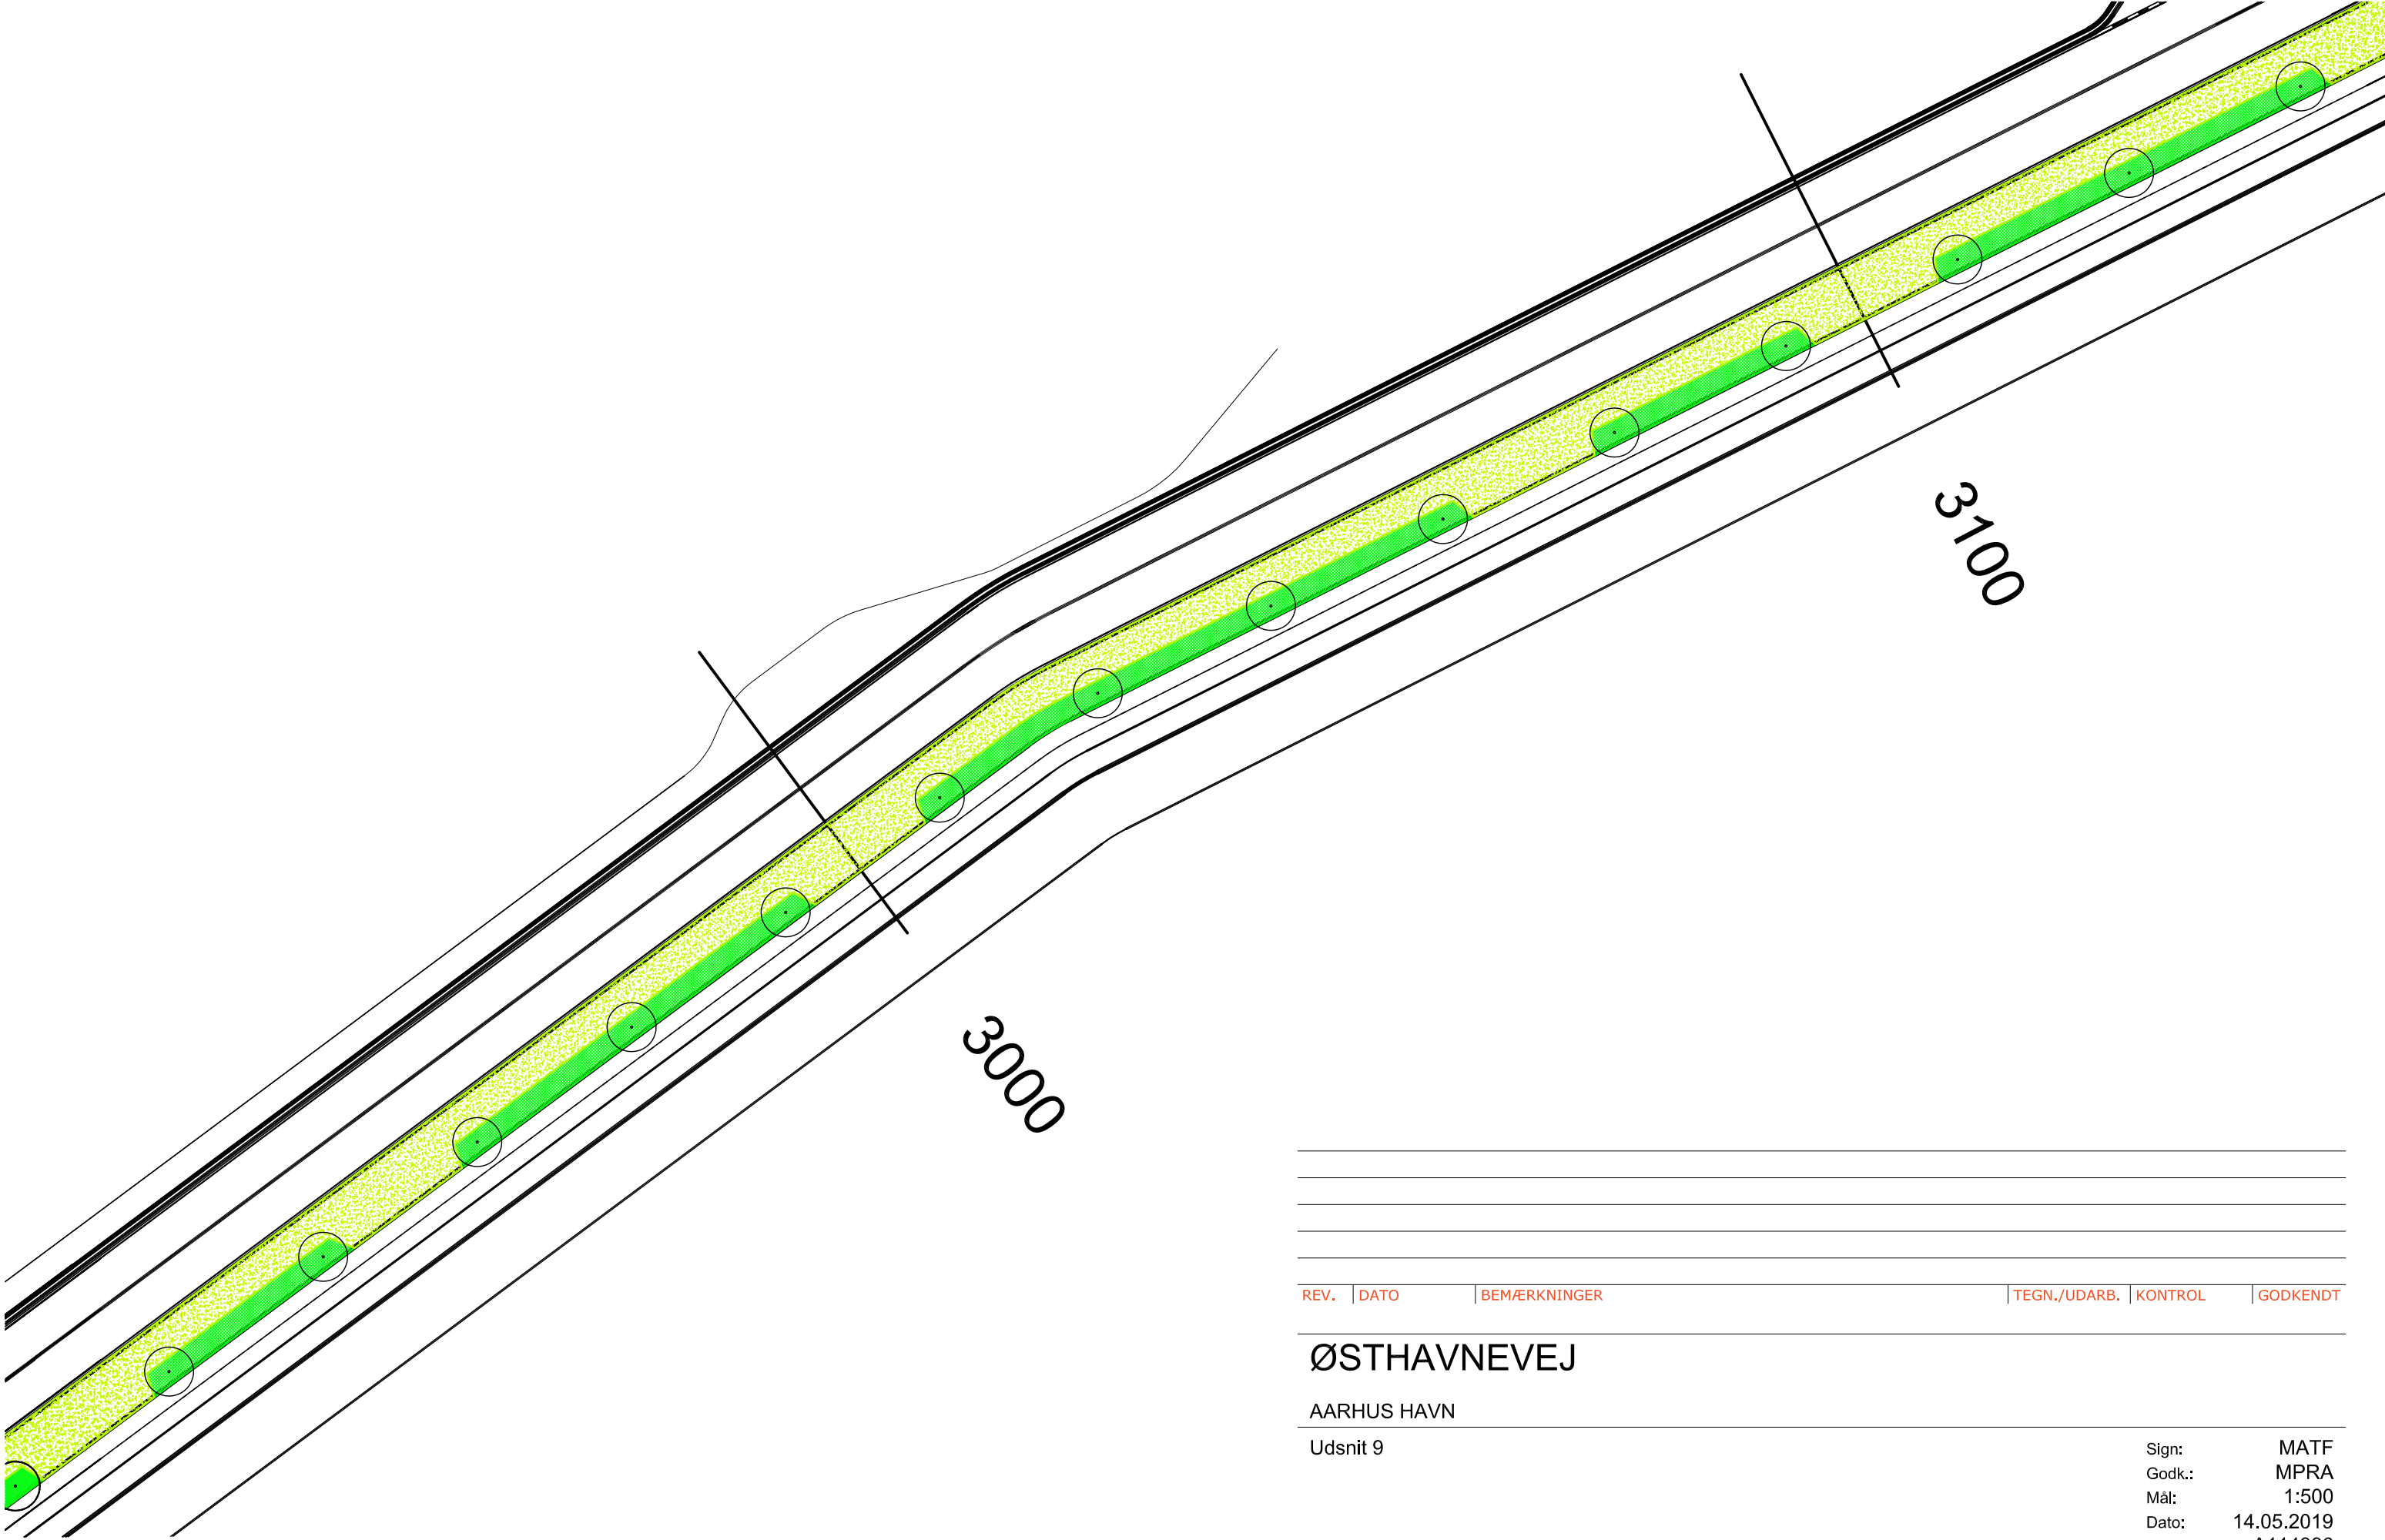 3100
3000
REV. DATO BEMÆRKNINGER TEGN./UDARB. KONTROL GODKENDT
ØSTHAVNEVEJ
AARHUS HAVN
Udsnit 9
Sign: MATF
Godk.: MPRA
Mål: 1:500
Dato: 14.05.2019